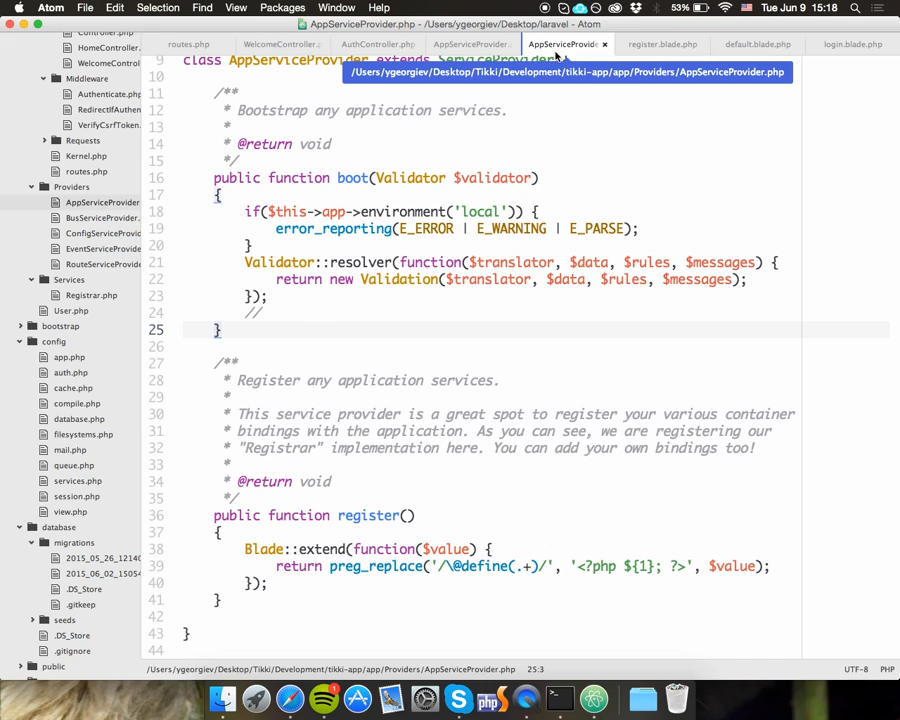 Atom File Edit View Selection Find Packages Window Help 53% Tue Jun 9 15:18
AppServiceProvider.php - /Users/ygeorgiev/Desktop/laravel - Atom
routes.php WelcomeController. AuthController.php AppServiceProvider. AppServiceProvide × register.blade.php default.blade.php login.blade.php
/Users/ygeorgiev/Desktop/Tikki/Development/tikki-app/app/Providers/AppServiceProvider.php
Controller.php
HomeController.
WelcomeControll
Middleware
Authenticate.php
RedirectIfAuthen
VerifyCsrfToken.
Requests
Kernel.php
routes.php
Providers
AppServiceProvide
BusServiceProvider.
ConfigServiceProvi
EventServiceProvide
RouteServiceProvide
Services
Registrar.php
User.php
bootstrap
config
app.php
auth.php
cache.php
compile.php
database.php
filesystems.php
mail.php
queue.php
services.php
session.php
view.php
database
migrations
2015_05_26_12140
2015_06_02_15054
.DS_Store
.gitkeep
seeds
.DS_Store
.gitignore
public
9 class AppServiceProvider extends ServiceProvider {
10
11 /**
12 * Bootstrap any application services.
13 *
14 * @return void
15 */
16 public function boot(Validator $validator)
17 {
18 if($this->app->environment('local')) {
19 error_reporting(E_ERROR | E_WARNING | E_PARSE);
20 }
21 Validator::resolver(function($translator, $data, $rules, $messages) {
22 return new Validation($translator, $data, $rules, $messages);
23 });
24 //
25 }
26
27 /**
28 * Register any application services.
29 *
30 * This service provider is a great spot to register your various container
31 * bindings with the application. As you can see, we are registering our
32 * "Registrar" implementation here. You can add your own bindings too!
33 *
34 * @return void
35 */
36 public function register()
37 {
38 Blade::extend(function($value) {
39 return preg_replace('/\@define(.+)/', '<?php ${1}; ?>', $value);
40 });
41 }
42
43 }
44
/Users/ygeorgiev/Desktop/Tikki/Development/tikki-app/app/Providers/AppServiceProvider.php 25:3 UTF-8 PHP